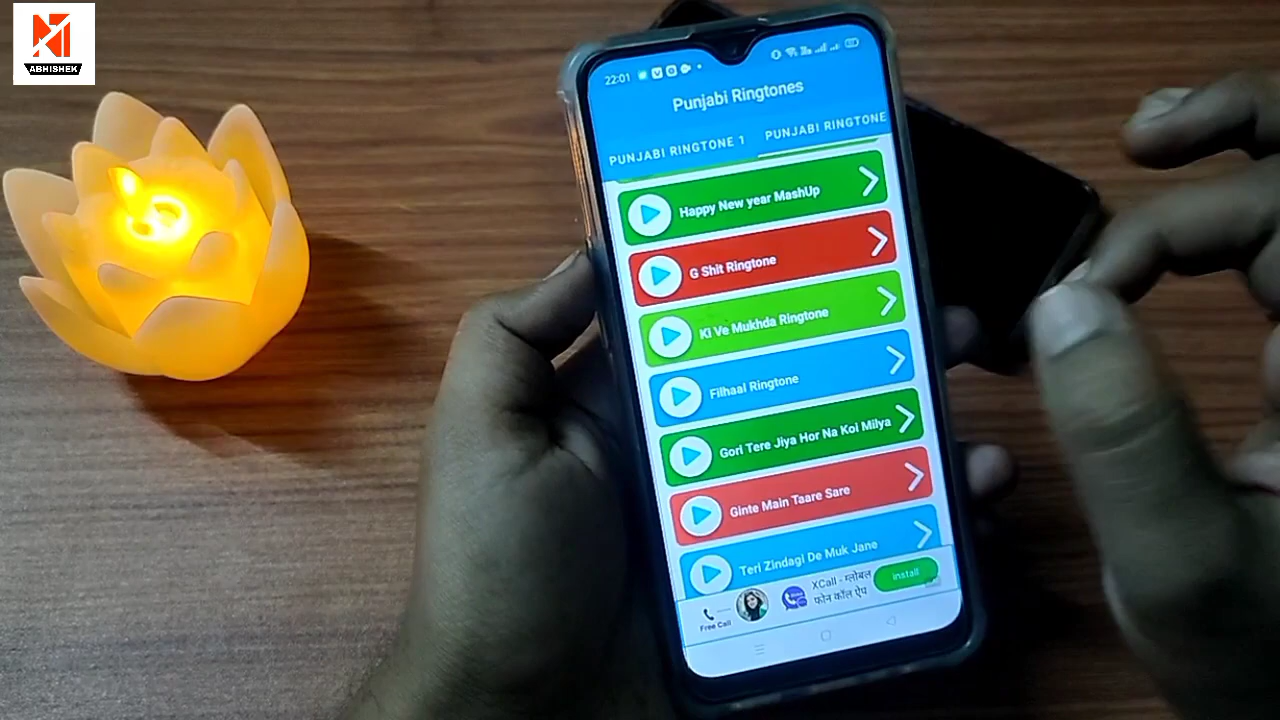 ABHISHEK
22:01
Punjabi Ringtones
PUNJABI RINGTONE 1
PUNJABI RINGTONE
Happy New year MashUp
G Shit Ringtone
Ki Ve Mukhda Ringtone
Filhaal Ringtone
Gori Tere Jiya Hor Na Koi Milya
Ginte Main Taare Sare
Teri Zindagi De Muk Jane
Free Call
XCall - ग्लोबल
फोन कॉल ऐप
install